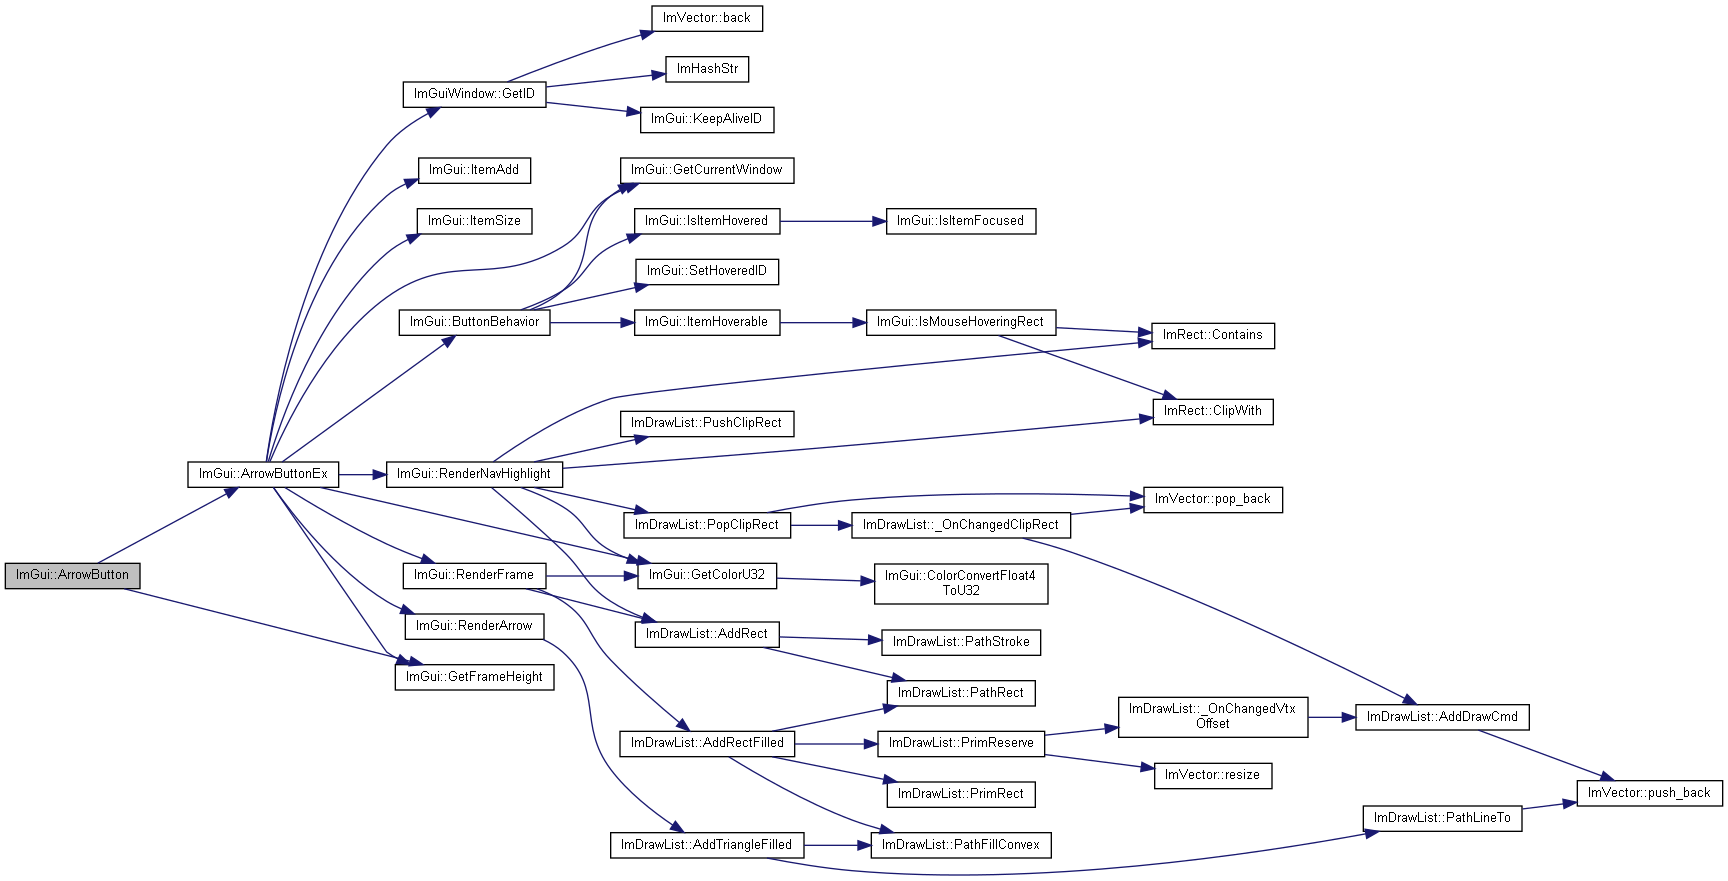 ImVector::back
ImHashStr
ImGuiWindow::GetID
ImGui::KeepAliveID
ImGui::ItemAdd
ImGui::GetCurrentWindow
ImGui::ItemSize
ImGui::IsItemHovered
ImGui::IsItemFocused
ImGui::SetHoveredID
ImGui::ButtonBehavior
ImGui::ItemHoverable
ImGui::IsMouseHoveringRect
ImRect::Contains
ImRect::ClipWith
ImDrawList::PushClipRect
ImGui::ArrowButtonEx
ImGui::RenderNavHighlight
ImVector::pop_back
ImDrawList::PopClipRect
ImDrawList::_OnChangedClipRect
ImGui::ArrowButton
ImGui::RenderFrame
ImGui::GetColorU32
ImGui::ColorConvertFloat4
ToU32
ImGui::RenderArrow
ImDrawList::AddRect
ImDrawList::PathStroke
ImGui::GetFrameHeight
ImDrawList::PathRect
ImDrawList::_OnChangedVtx
Offset
ImDrawList::AddDrawCmd
ImDrawList::AddRectFilled
ImDrawList::PrimReserve
ImVector::resize
ImDrawList::PrimRect
ImVector::push_back
ImDrawList::PathLineTo
ImDrawList::AddTriangleFilled
ImDrawList::PathFillConvex